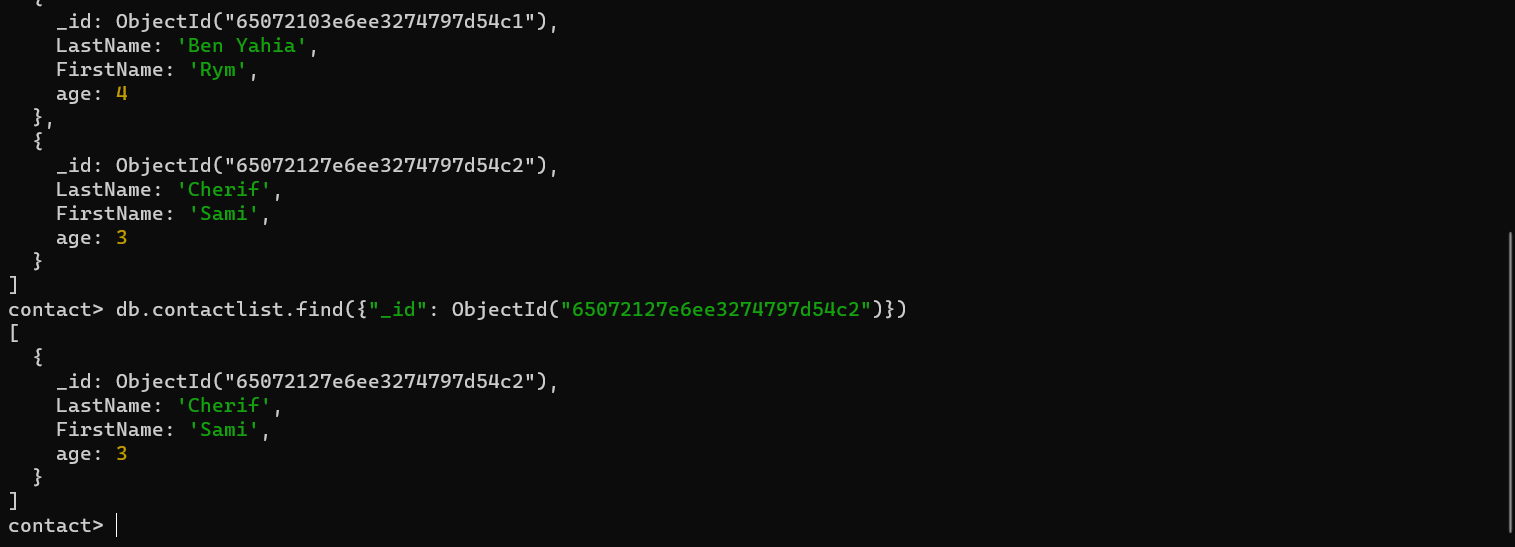 {
_id: ObjectId("65072103e6ee3274797d54c1"),
LastName: 'Ben Yahia',
FirstName: 'Rym',
age: 4
},
{
_id: ObjectId("65072127e6ee3274797d54c2"),
LastName: 'Cherif',
FirstName: 'Sami',
age: 3
}
]
contact> db.contactlist.find({"_id": ObjectId("65072127e6ee3274797d54c2")})
[
{
_id: ObjectId("65072127e6ee3274797d54c2"),
LastName: 'Cherif',
FirstName: 'Sami',
age: 3
}
]
contact>